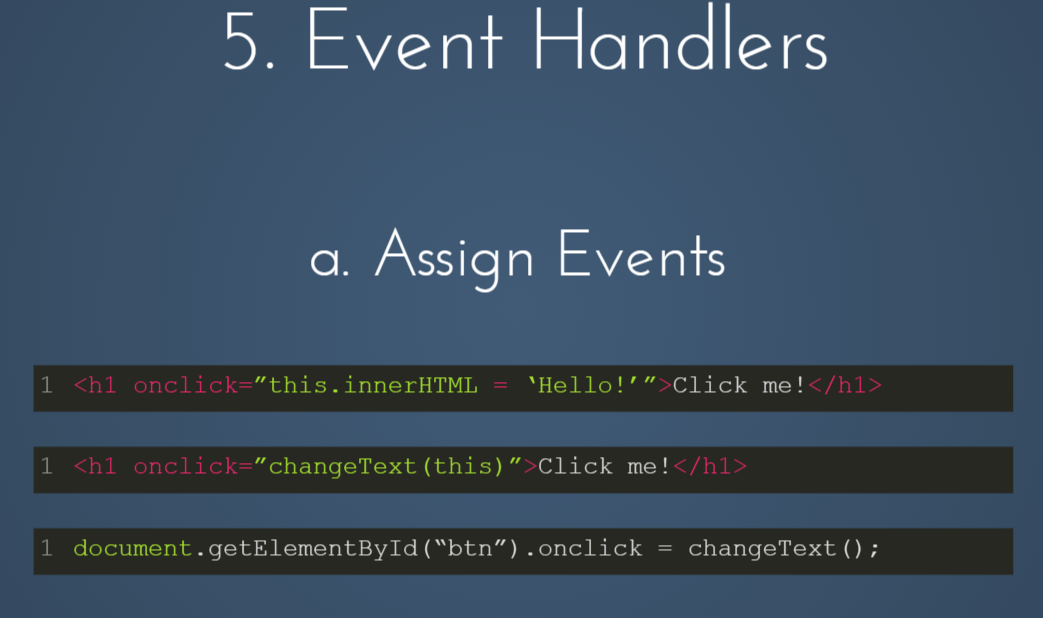 5. Event Handlers
a. Assign Events
1 <h1 onclick=”this.innerHTML = ‘Hello!’”>Click me!</h1>
1 <h1 onclick=”changeText(this)”>Click me!</h1>
1 document.getElementById(“btn”).onclick = changeText();